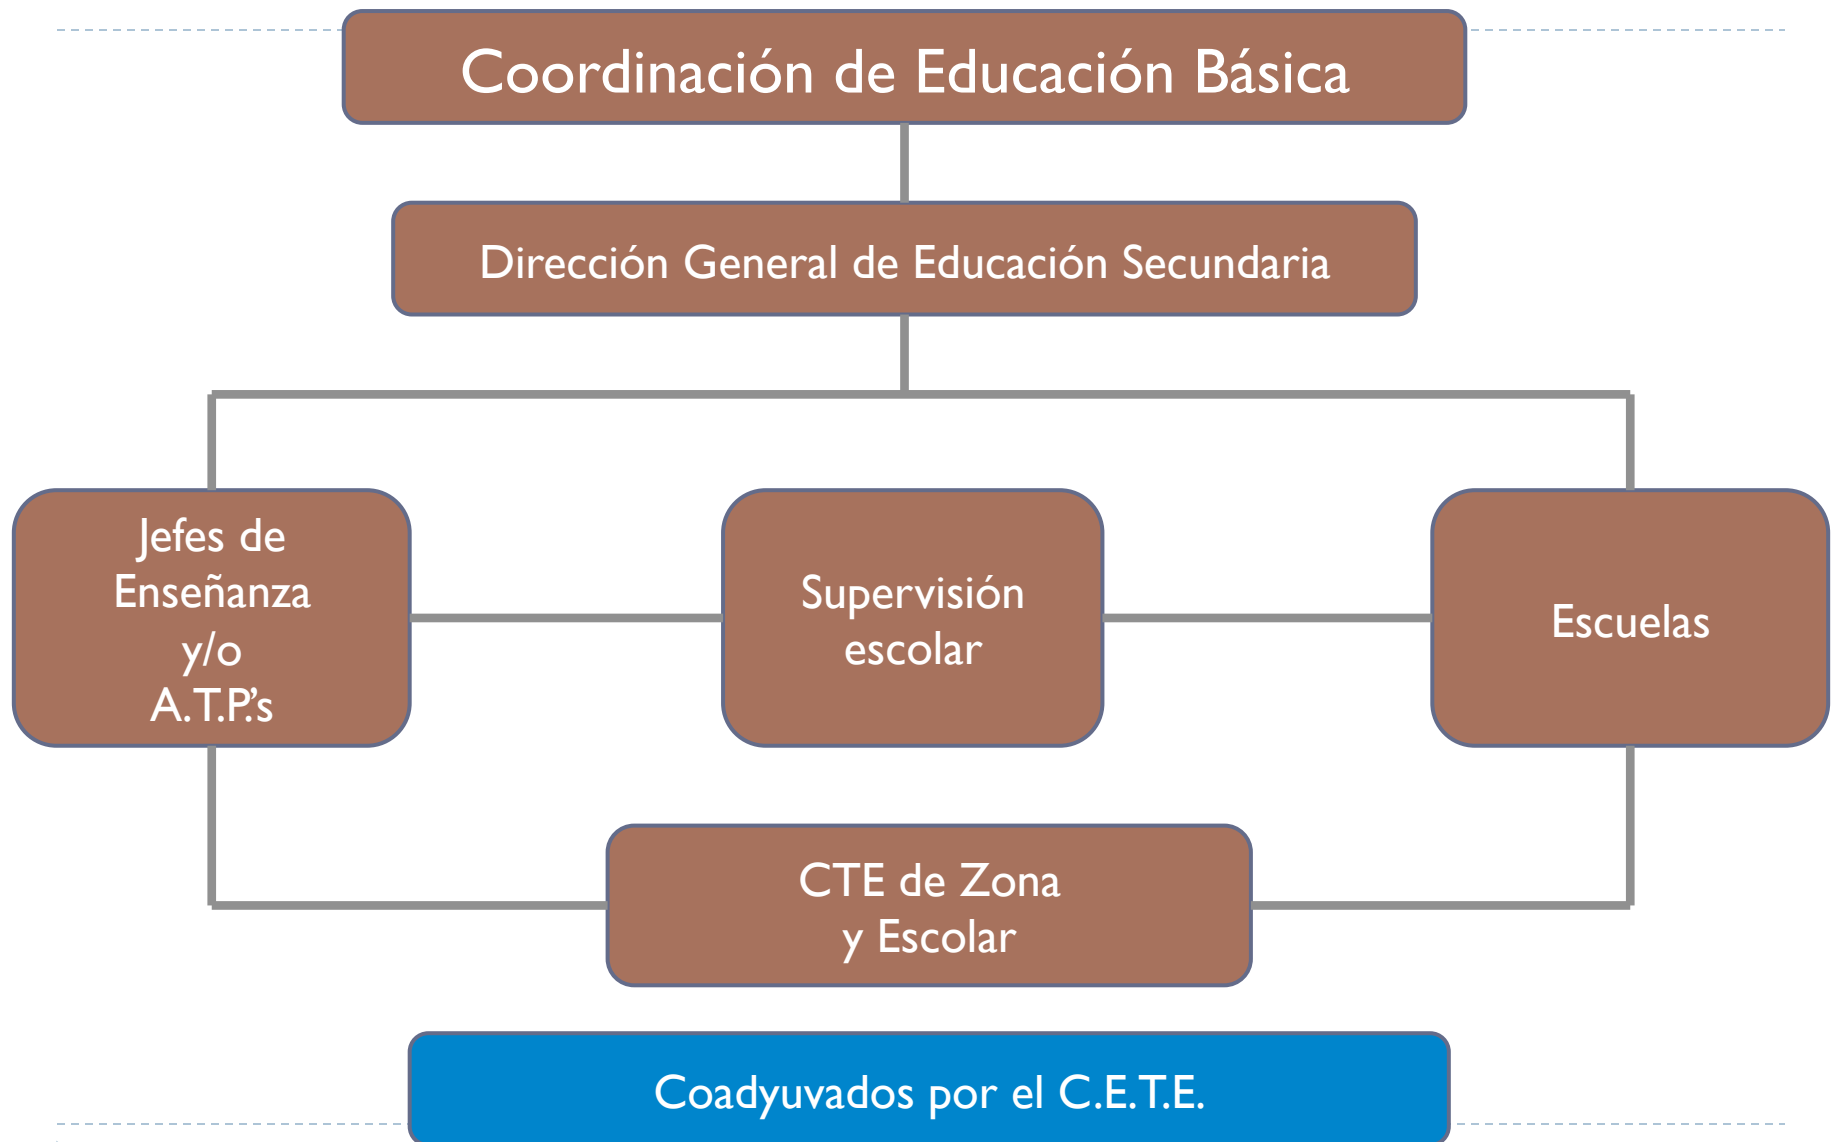 Coordinación de Educación Básica
Dirección General de Educación Secundaria
Jefes de
Enseñanza
y/o
A.T.P.'s
Supervisión
escolar
Escuelas
CTE de Zona
y Escolar
Coadyuvados por el C.E.T.E.